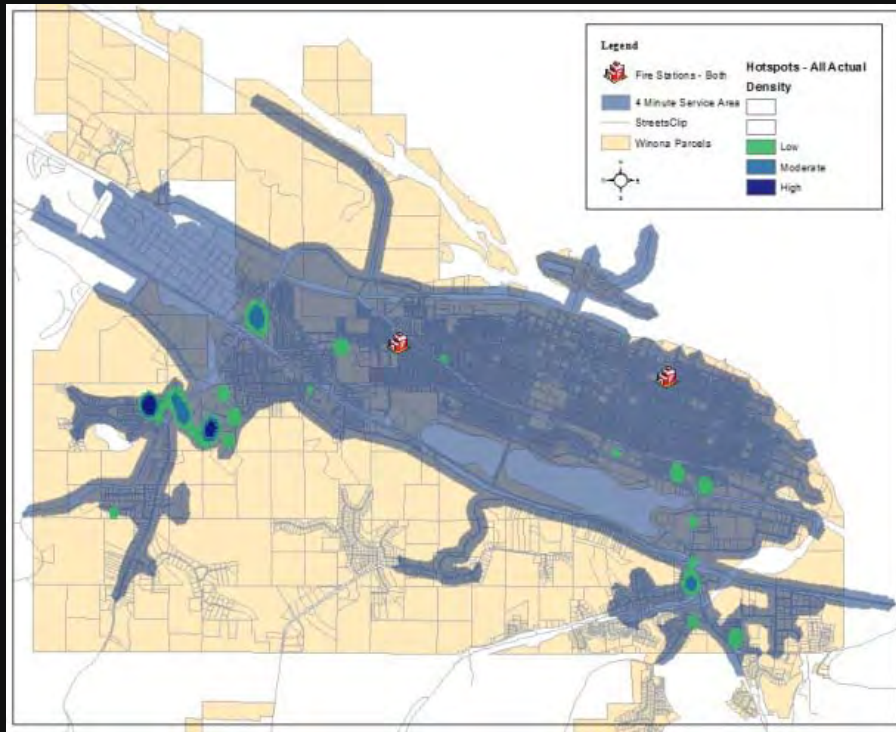 Legend
Fire Stations - Both
4 Minute Service Area
StreetsClip
Winona Parcels
Hotspots - All Actual
Density
Low
Moderate
High